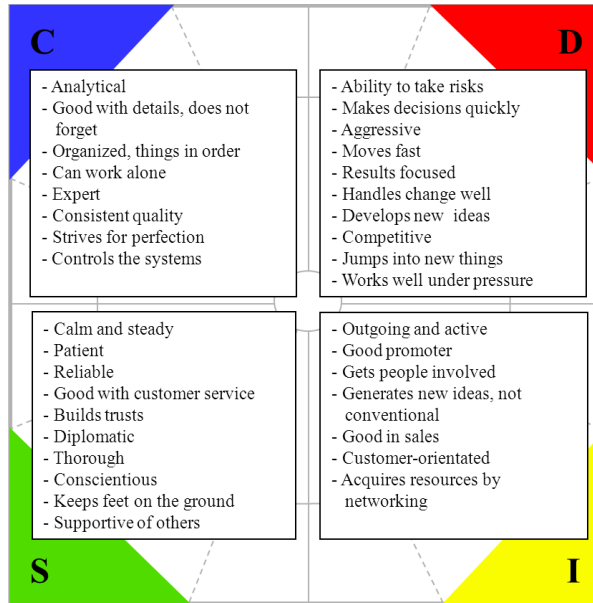 C
- Analytical
- Good with details, does not
forget
- Organized, things in order
- Can work alone
- Expert
- Consistent quality
- Strives for perfection
- Controls the systems
D
- Ability to take risks
- Makes decisions quickly
- Aggressive
- Moves fast
- Results focused
- Handles change well
- Develops new ideas
- Competitive
- Jumps into new things
- Works well under pressure
- Calm and steady
- Patient
- Reliable
- Good with customer service
- Builds trusts
- Diplomatic
- Thorough
- Conscientious
- Keeps feet on the ground
- Supportive of others
S
- Outgoing and active
- Good promoter
- Gets people involved
- Generates new ideas, not
conventional
- Good in sales
- Customer-orientated
- Acquires resources by
networking
I